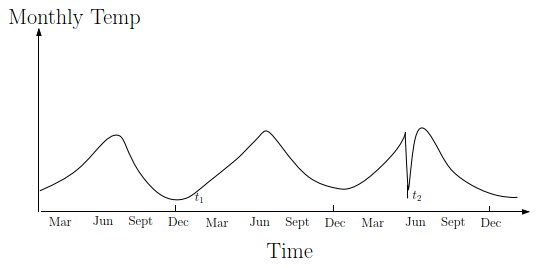 Monthly Temp
t₁
t₂
Mar Jun Sept Dec Mar Jun Sept Dec Mar Jun Sept Dec
Time